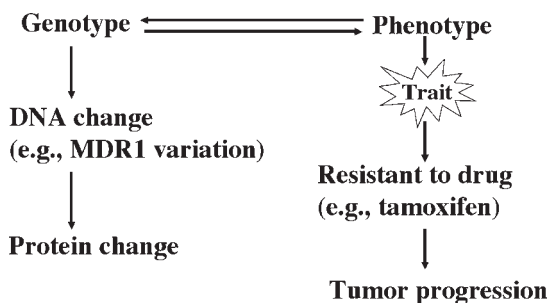 Genotype
Phenotype
Trait
DNA change
(e.g., MDR1 variation)
Resistant to drug
(e.g., tamoxifen)
Protein change
Tumor progression